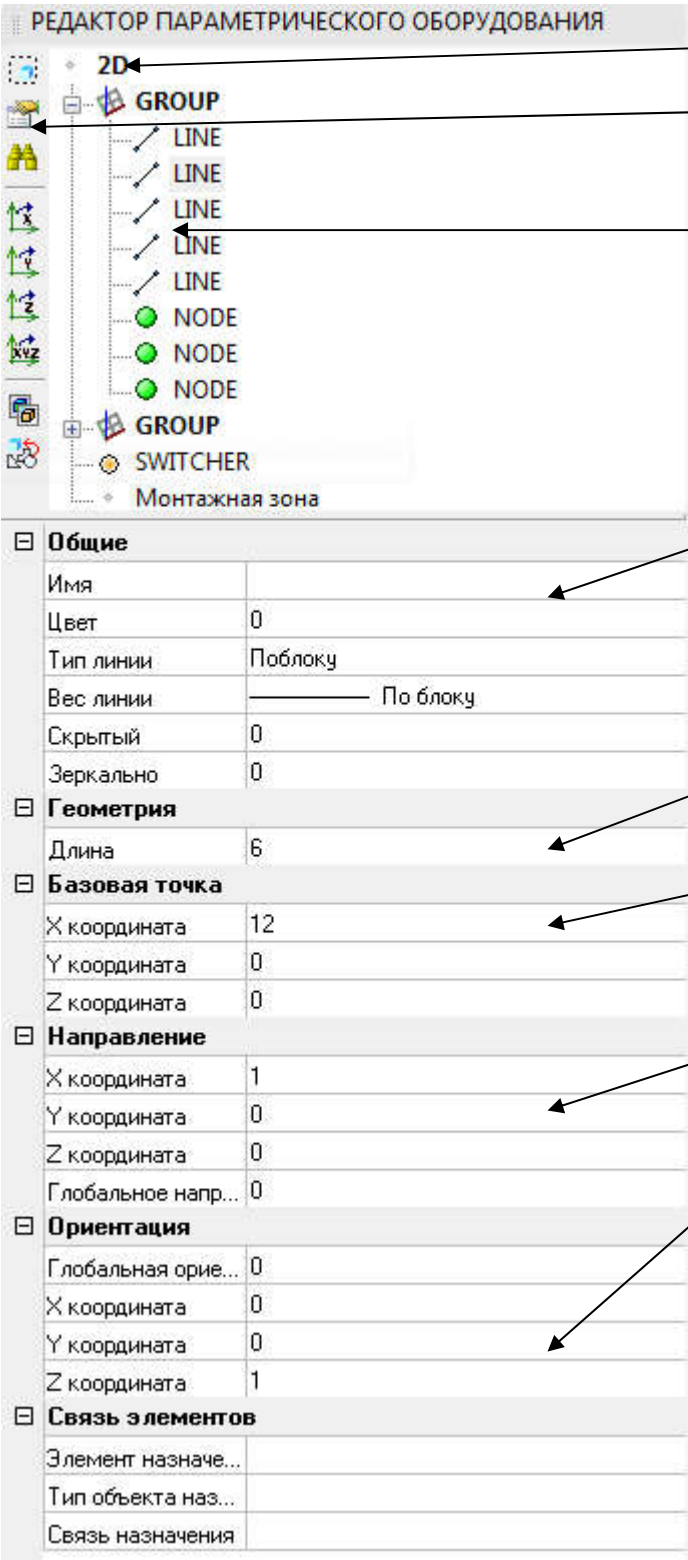 РЕДАКТОР ПАРАМЕТРИЧЕСКОГО ОБОРУДОВАНИЯ
2D
GROUP
LINE
LINE
LINE
LINE
LINE
NODE
NODE
NODE
GROUP
SWITCHER
Монтажная зона
X
Y
Z
XYZ
Общие
Имя
Цвет 0
Тип линии Поблоку
Вес линии По блоку
Скрытый 0
Зеркально 0
Геометрия
Длина 6
Базовая точка
X координата 12
Y координата 0
Z координата 0
Направление
X координата 1
Y координата 0
Z координата 0
Глобальное напр... 0
Ориентация
Глобальная орие... 0
X координата 0
Y координата 0
Z координата 1
Связь элементов
Элемент назначе...
Тип объекта наз...
Связь назначения